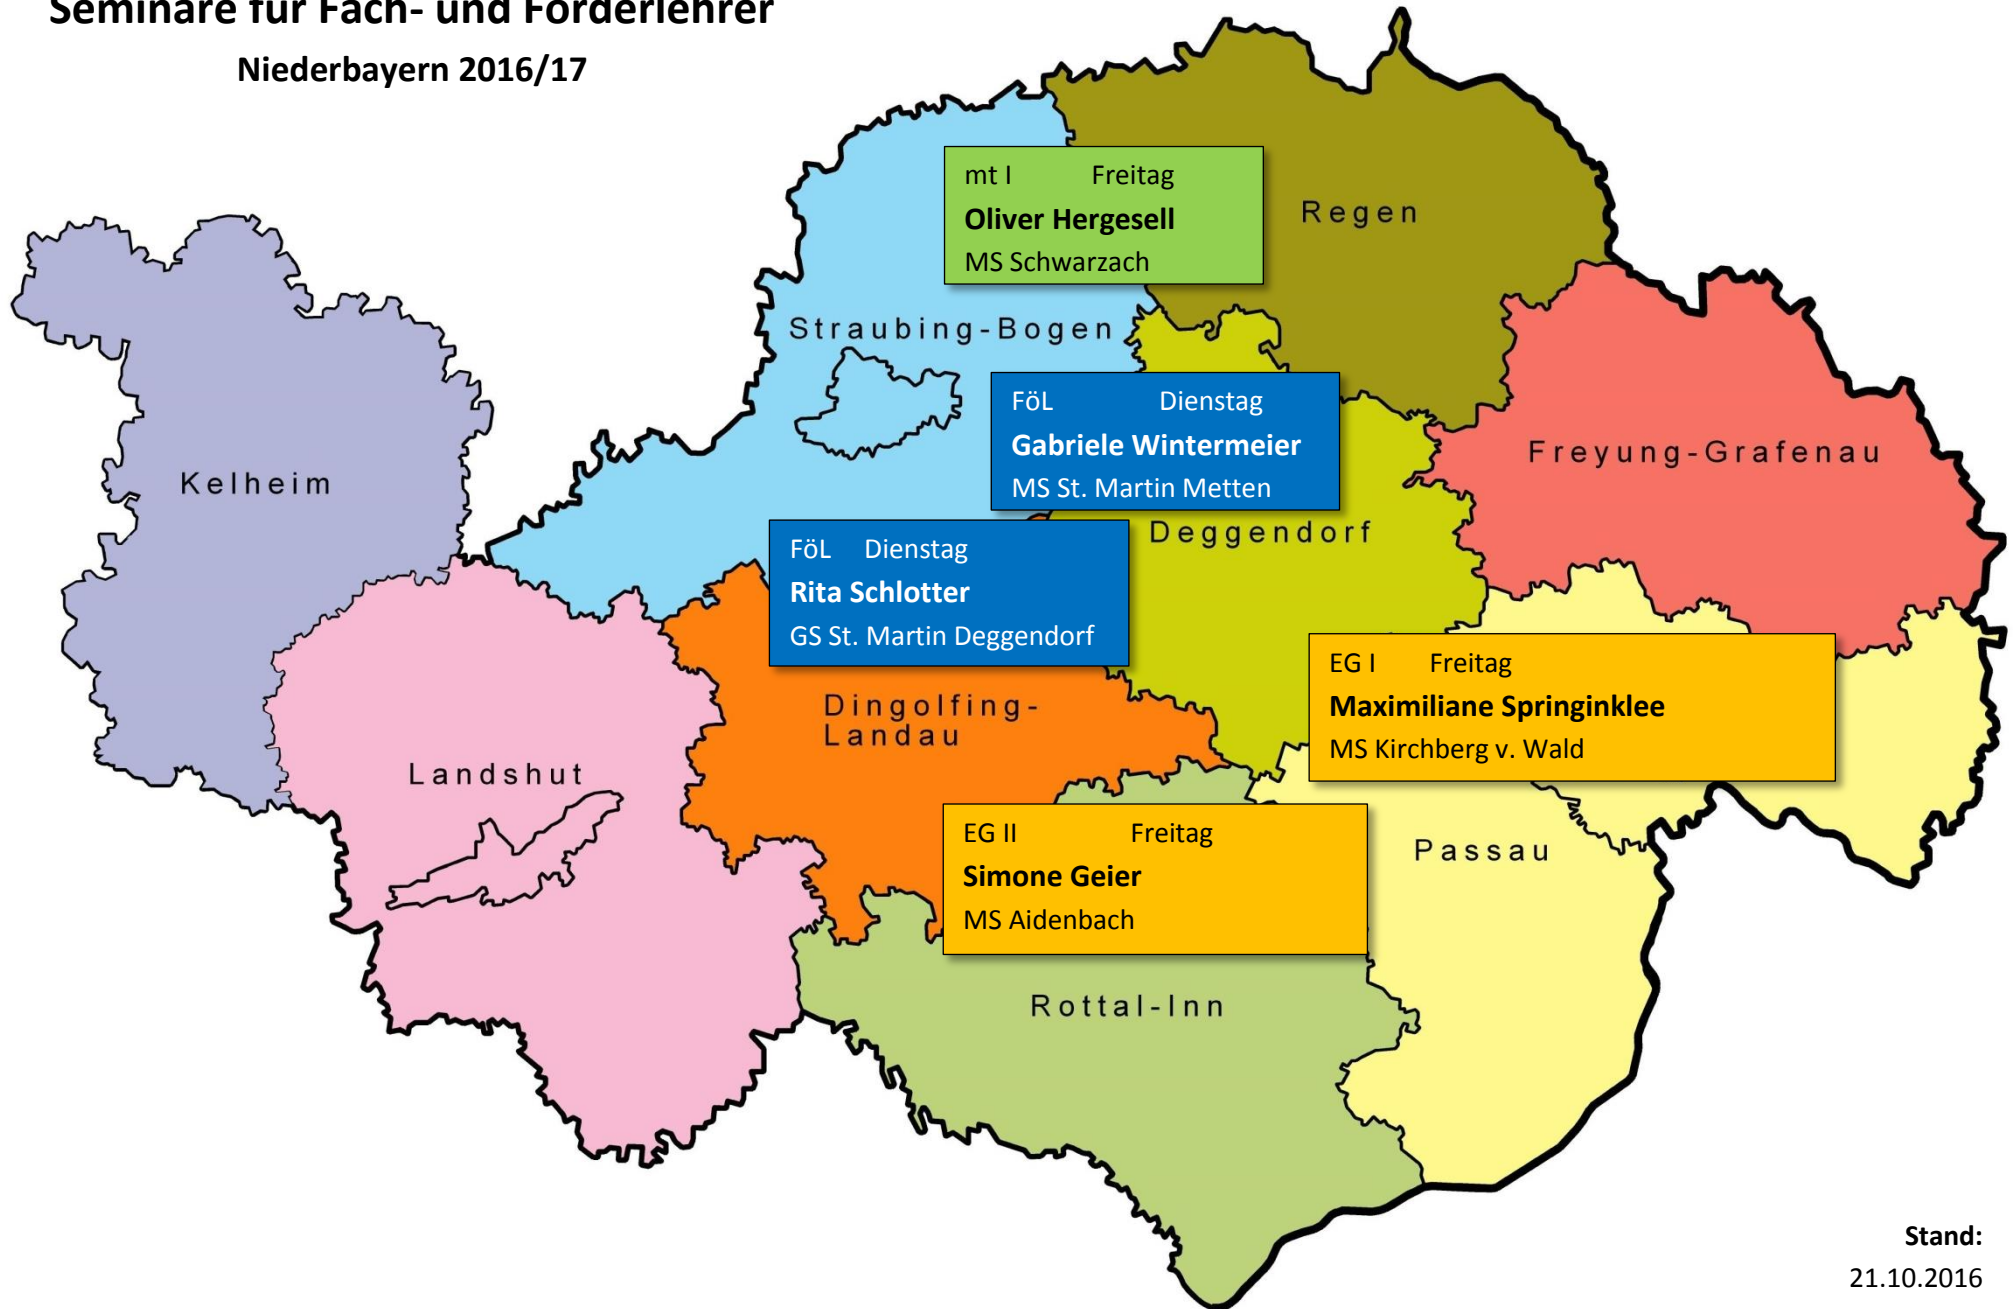 Seminare für Fach- und Förderlehrer
Niederbayern 2016/17
mt I Freitag
Oliver Hergesell
MS Schwarzach
Regen
Straubing-Bogen
FöL Dienstag
Gabriele Wintermeier
MS St. Martin Metten
Freyung-Grafenau
Kelheim
Deggendorf
FöL Dienstag
Rita Schlotter
GS St. Martin Deggendorf
EG I Freitag
Maximiliane Springinklee
MS Kirchberg v. Wald
Dingolfing-
Landau
Landshut
EG II Freitag
Simone Geier
MS Aidenbach
Passau
Rottal-Inn
Stand:
21.10.2016